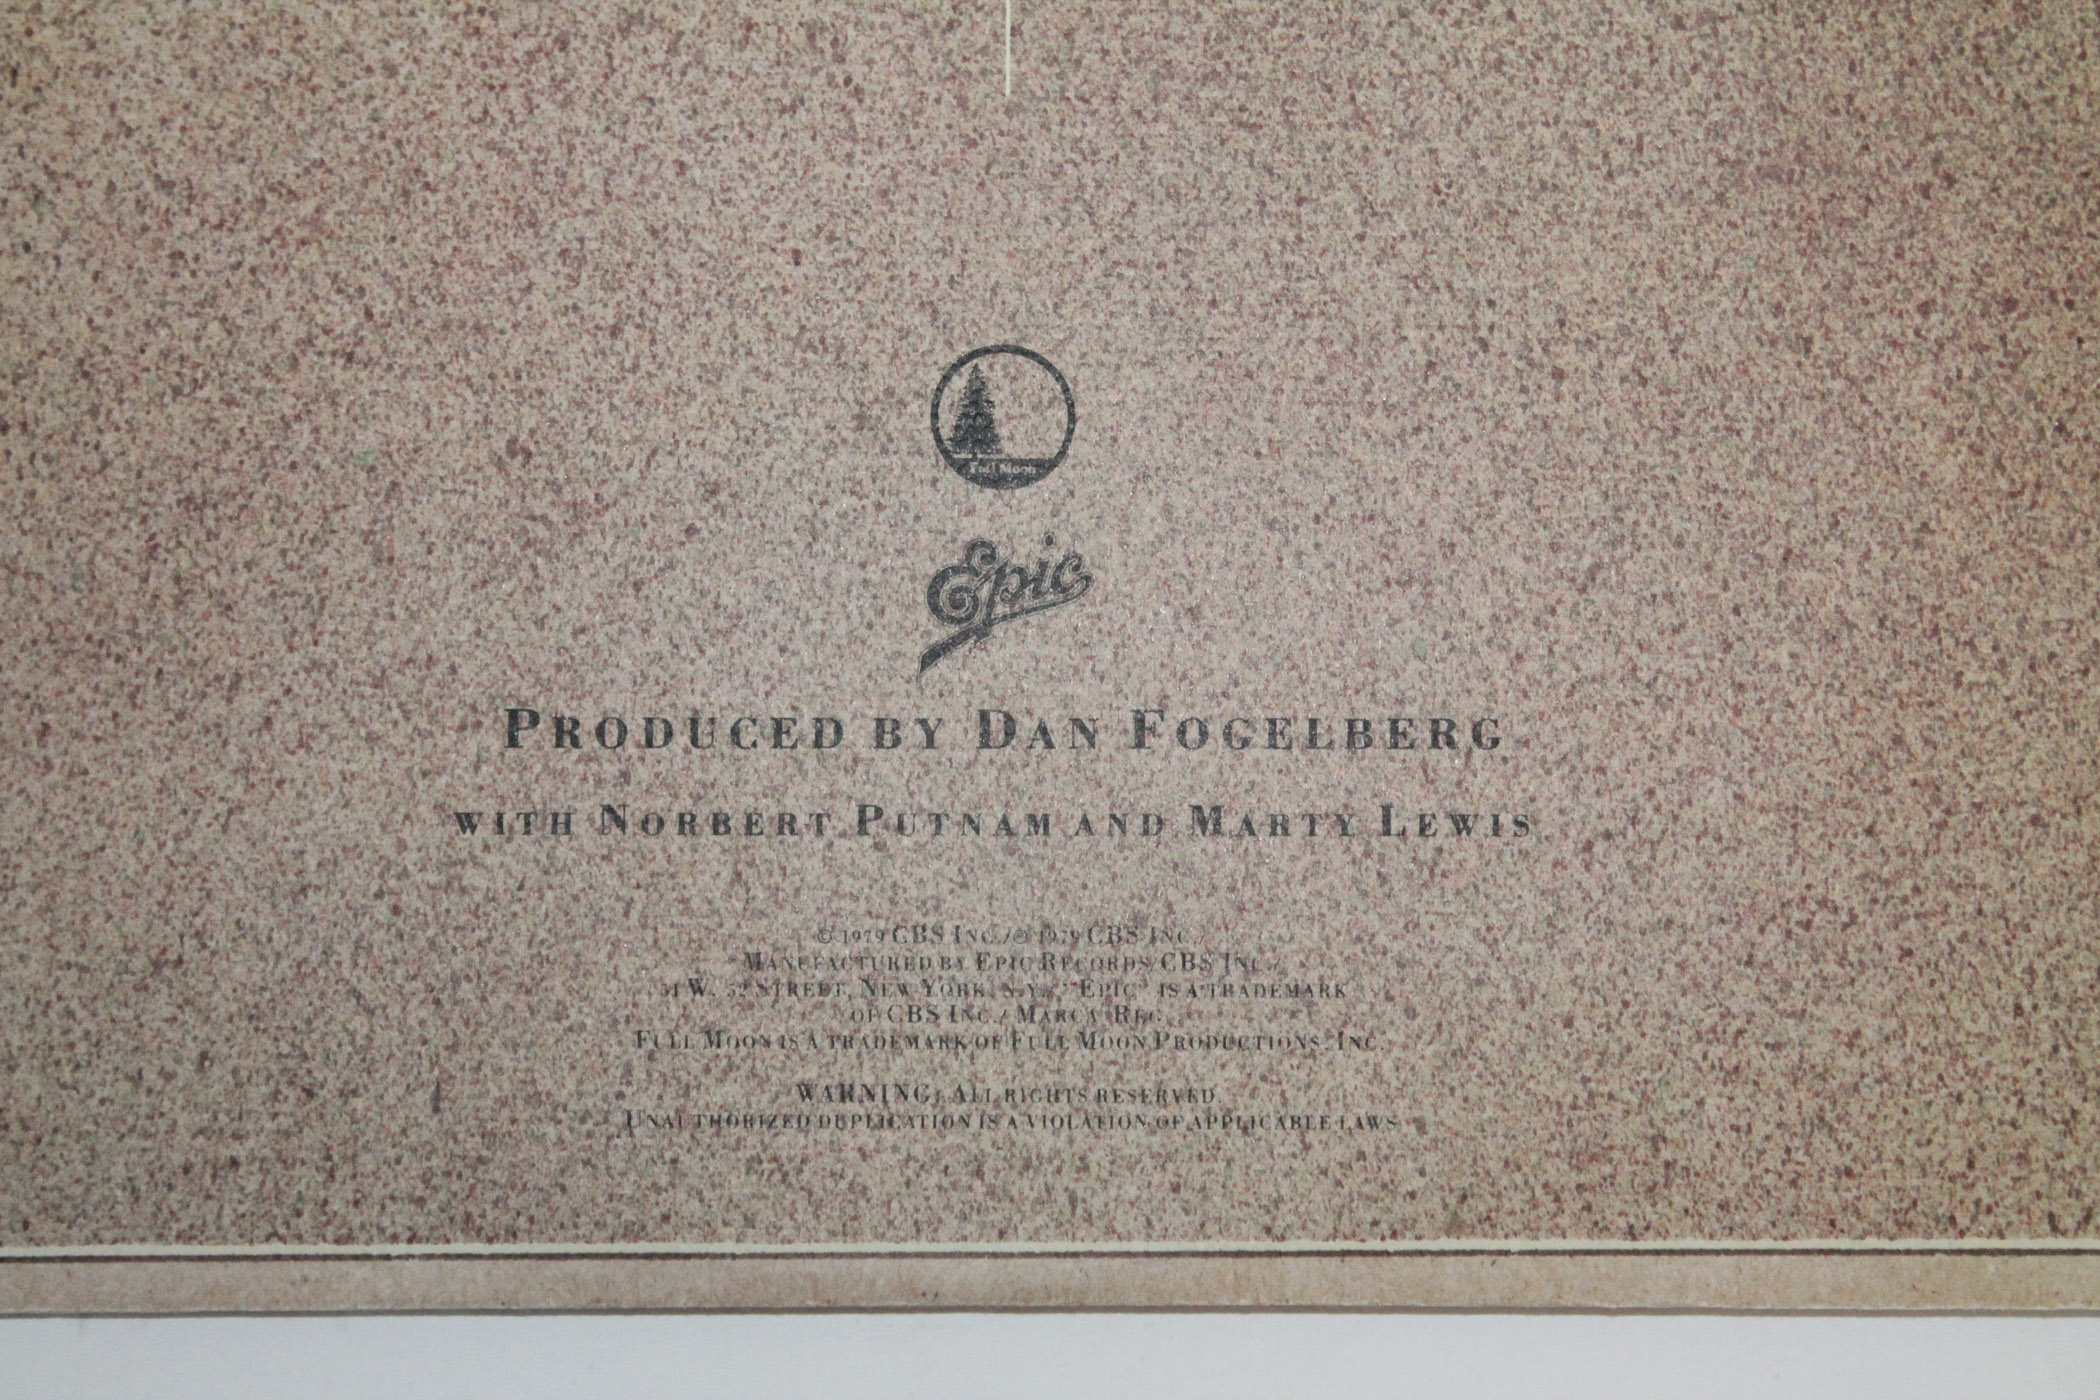 Full Moon
Epic
PRODUCED BY DAN FOGELBERG
WITH NORBERT PUTNAM AND MARTY LEWIS
© 1979 CBS INC./℗ 1979 CBS INC./
MANUFACTURED BY EPIC RECORDS/CBS INC./
51 W. 52 STREET, NEW YORK, N.Y./"EPIC" IS A TRADEMARK
OF CBS INC./MARCA REG.
FULL MOON IS A TRADEMARK OF FULL MOON PRODUCTIONS, INC.
WARNING: ALL RIGHTS RESERVED.
UNAUTHORIZED DUPLICATION IS A VIOLATION OF APPLICABLE LAWS